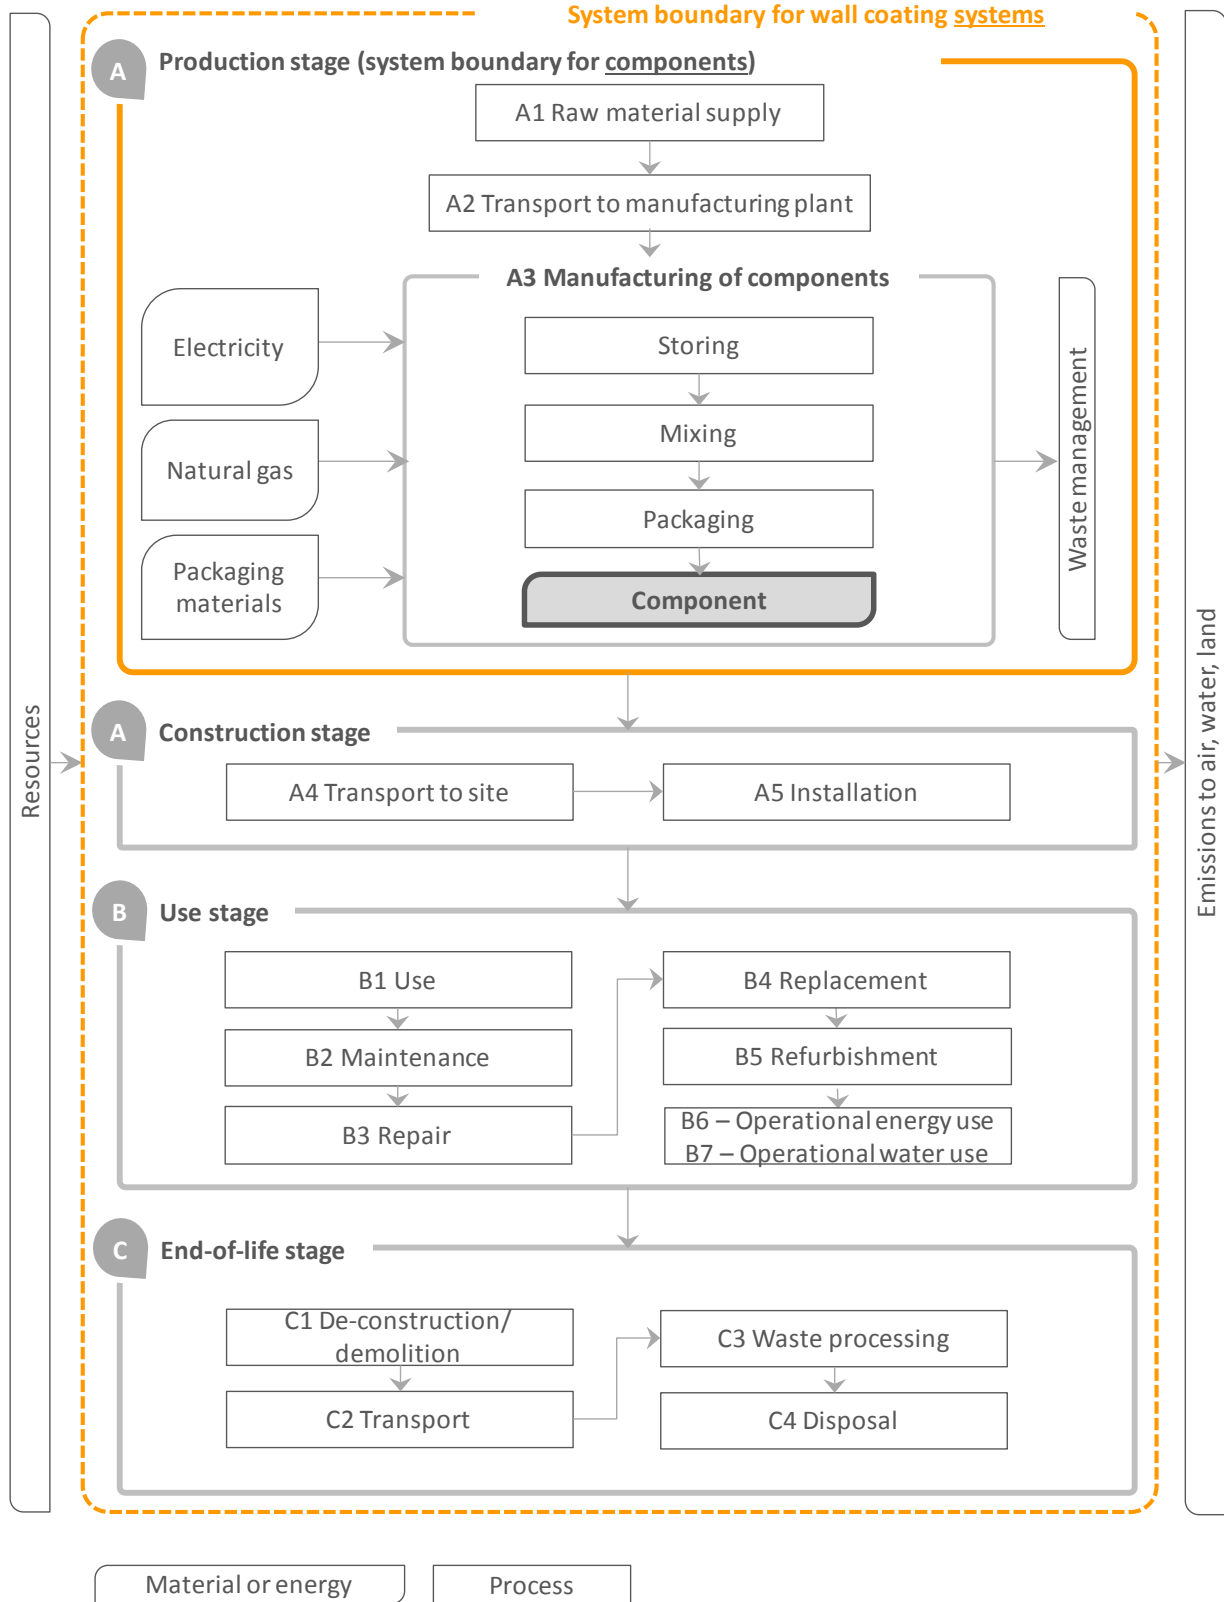 System boundary for wall coating systems
A
Production stage (system boundary for components)
A1 Raw material supply
A2 Transport to manufacturing plant
A3 Manufacturing of components
Electricity
Natural gas
Packaging
materials
Storing
Mixing
Packaging
Component
Waste management
Resources
Emissions to air, water, land
A
Construction stage
A4 Transport to site
A5 Installation
B
Use stage
B1 Use
B2 Maintenance
B3 Repair
B4 Replacement
B5 Refurbishment
B6 – Operational energy use
B7 – Operational water use
C
End-of-life stage
C1 De-construction/
demolition
C2 Transport
C3 Waste processing
C4 Disposal
Material or energy
Process